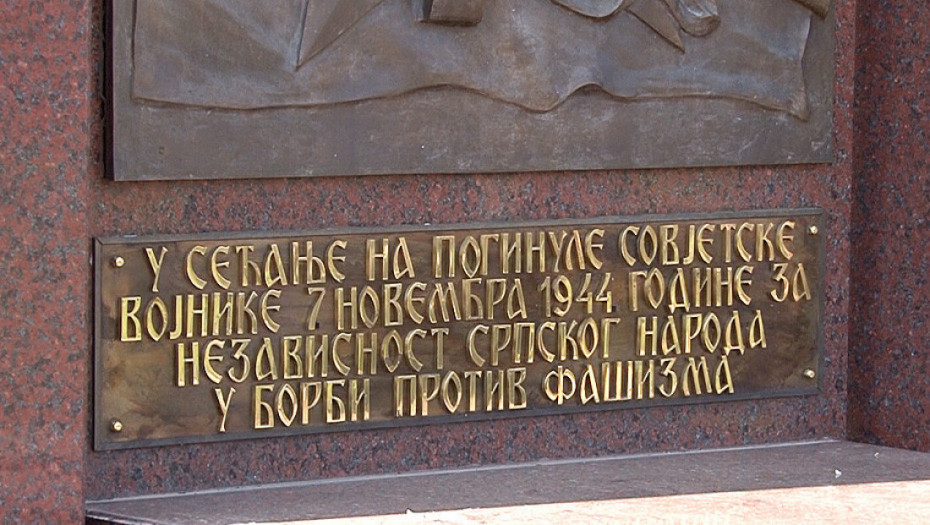 У СЕЋАЊЕ НА ПОГИНУЛЕ СОВЈЕТСКЕ
ВОЈНИКЕ 7 НОВЕМБРА 1944 ГОДИНЕ ЗА
НЕЗАВИСНОСТ СРПСКОГ НАРОДА
У БОРБИ ПРОТИВ ФАШИЗМА